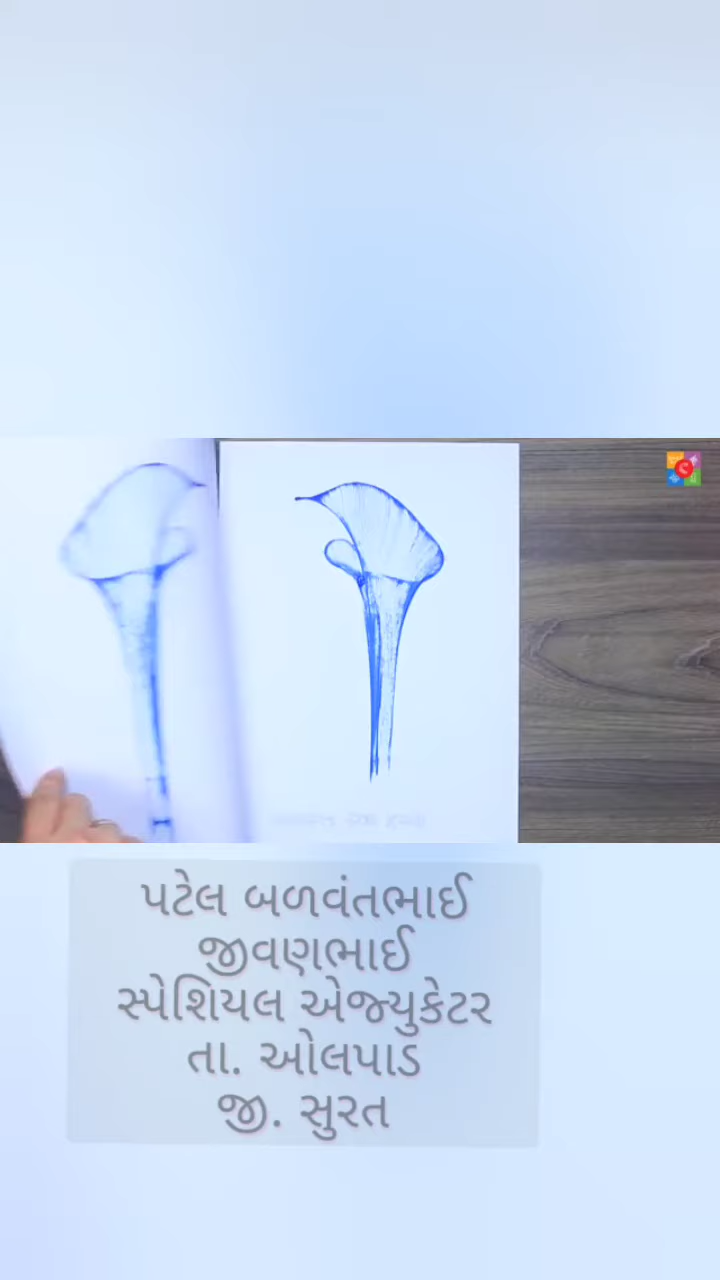 પટેલ બળવંતભાઈ
જીવણભાઈ
સ્પેશિયલ એજ્યુકેટર
તા. ઓલપાડ
જી. સુરત